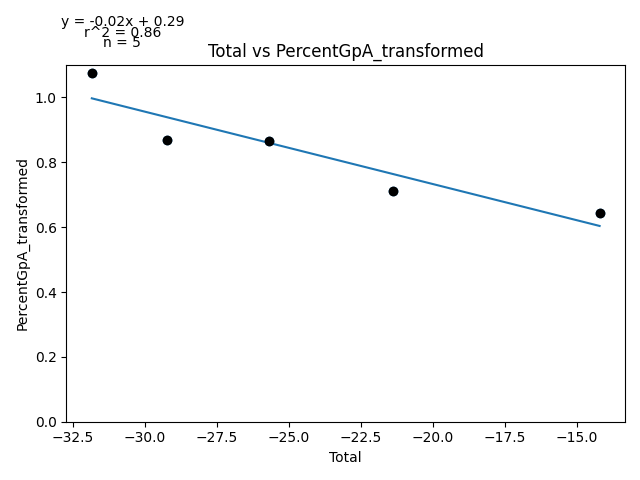 y = -0.02x + 0.29
r^2 = 0.86
n = 5
Total vs PercentGpA_transformed
PercentGpA_transformed
1.0
0.8
0.6
0.4
0.2
0.0
−32.5 −30.0 −27.5 −25.0 −22.5 −20.0 −17.5 −15.0
Total